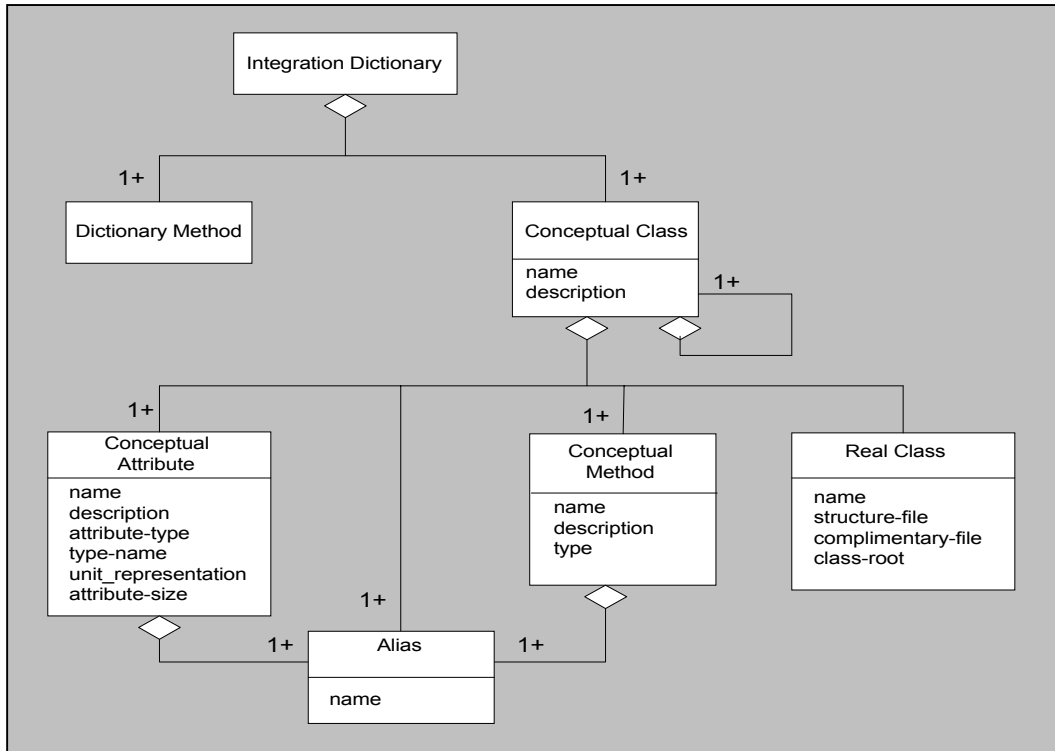 Integration Dictionary
1+
1+
Dictionary Method
Conceptual Class
name
description
1+
1+
1+
Conceptual
Attribute
name
description
attribute-type
type-name
unit_representation
attribute-size
Conceptual
Method
name
description
type
Real Class
name
structure-file
complimentary-file
class-root
1+
1+
1+
Alias
name